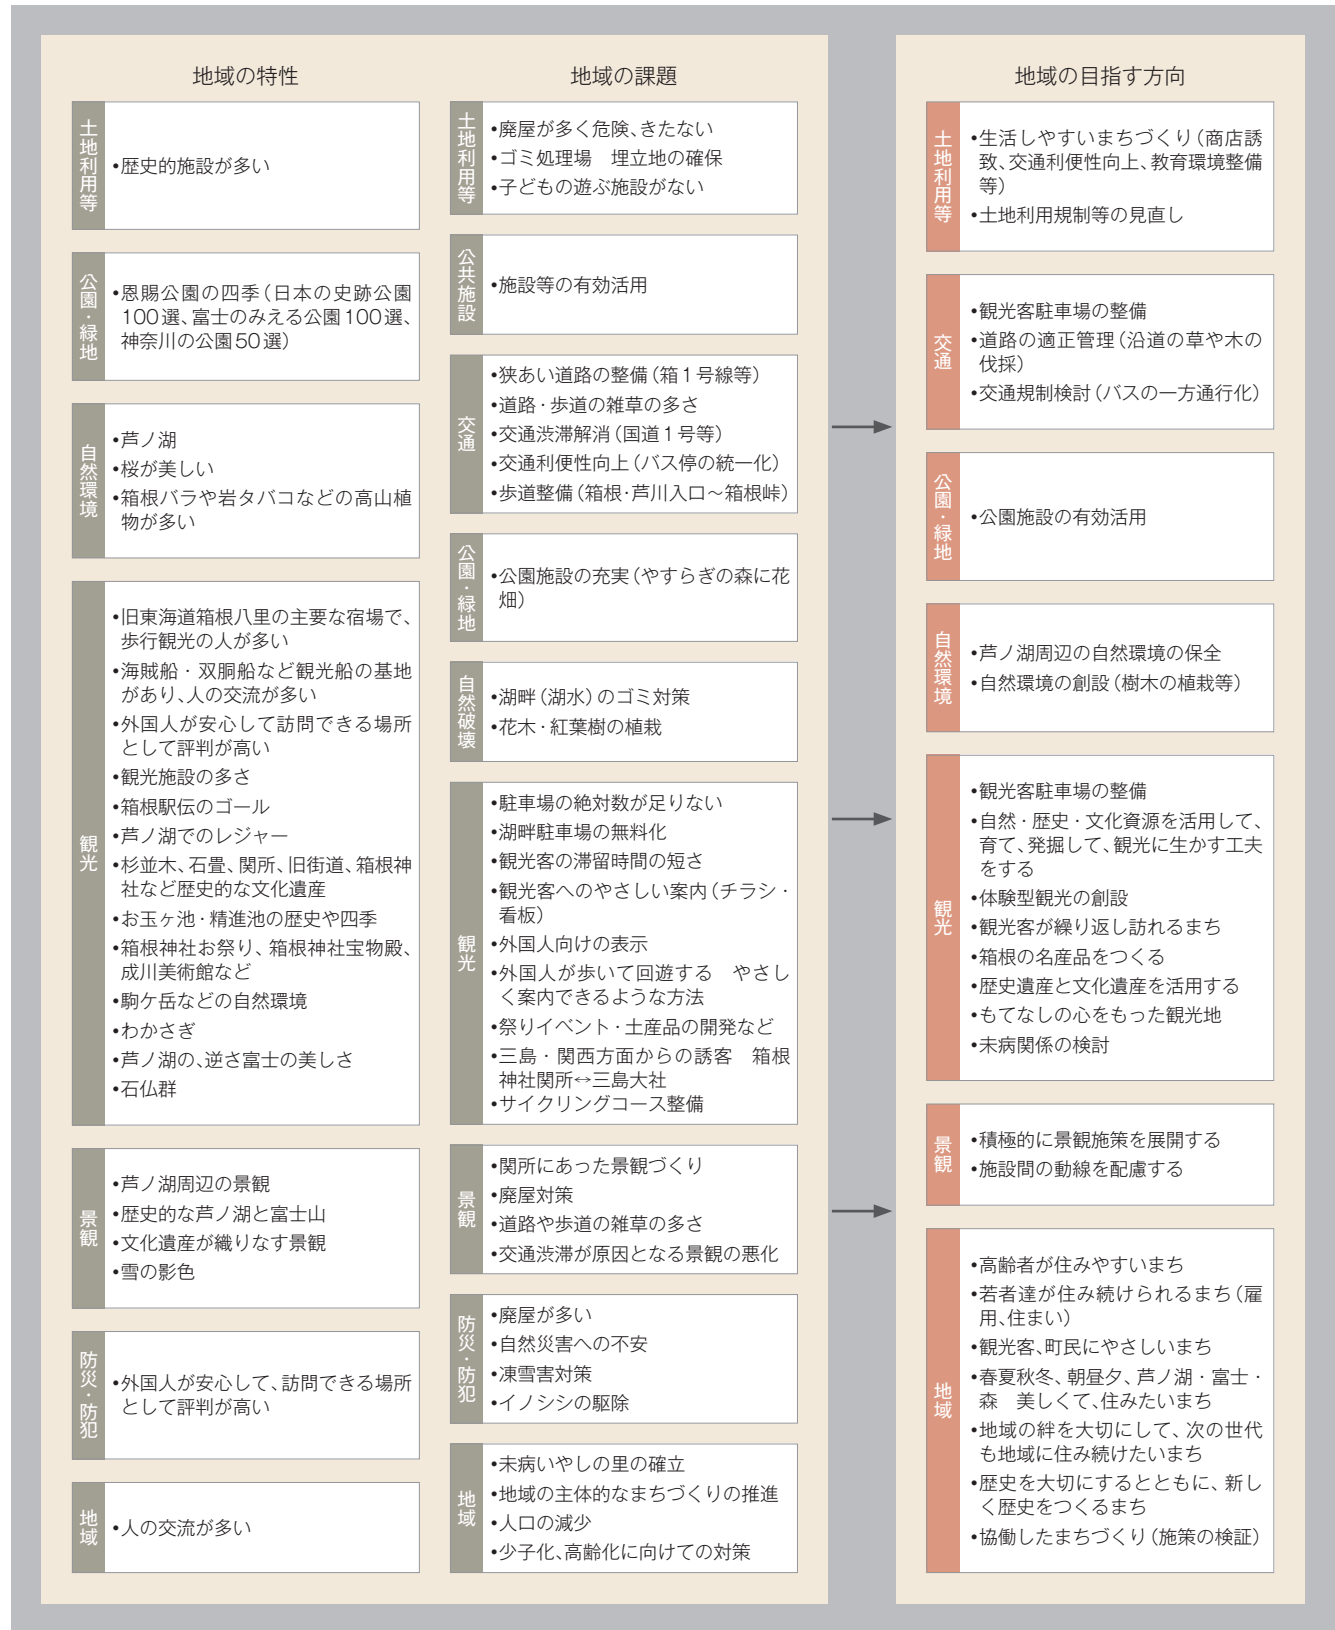 地域の特性
土地利用等
•歴史的施設が多い
公園・緑地
•恩賜公園の四季（日本の史跡公園
100選、富士のみえる公園100選、
神奈川の公園50選）
自然環境
•芦ノ湖
•桜が美しい
•箱根バラや岩タバコなどの高山植
物が多い
観光
•旧東海道箱根八里の主要な宿場で、
歩行観光の人が多い
•海賊船・双胴船など観光船の基地
があり、人の交流が多い
•外国人が安心して訪問できる場所
として評判が高い
•観光施設の多さ
•箱根駅伝のゴール
•芦ノ湖でのレジャー
•杉並木、石畳、関所、旧街道、箱根神
社など歴史的な文化遺産
•お玉ヶ池・精進池の歴史や四季
•箱根神社お祭り、箱根神社宝物殿、
成川美術館など
•駒ケ岳などの自然環境
•わかさぎ
•芦ノ湖の、逆さ富士の美しさ
•石仏群
景観
•芦ノ湖周辺の景観
•歴史的な芦ノ湖と富士山
•文化遺産が織りなす景観
•雪の影色
防災・防犯
•外国人が安心して、訪問できる場所
として評判が高い
地域
•人の交流が多い
地域の課題
土地利用等
•廃屋が多く危険、きたない
•ゴミ処理場　埋立地の確保
•子どもの遊ぶ施設がない
公共施設
•施設等の有効活用
交通
•狭あい道路の整備（箱1号線等）
•道路・歩道の雑草の多さ
•交通渋滞解消（国道1号等）
•交通利便性向上（バス停の統一化）
•歩道整備（箱根・芦川入口～箱根峠）
公園・緑地
•公園施設の充実（やすらぎの森に花
畑）
自然破壊
•湖畔（湖水）のゴミ対策
•花木・紅葉樹の植栽
観光
•駐車場の絶対数が足りない
•湖畔駐車場の無料化
•観光客の滞留時間の短さ
•観光客へのやさしい案内（チラシ・
看板）
•外国人向けの表示
•外国人が歩いて回遊する　やさし
く案内できるような方法
•祭りイベント・土産品の開発など
•三島・関西方面からの誘客　箱根
神社関所↔三島大社
•サイクリングコース整備
景観
•関所にあった景観づくり
•廃屋対策
•道路や歩道の雑草の多さ
•交通渋滞が原因となる景観の悪化
防災・防犯
•廃屋が多い
•自然災害への不安
•凍雪害対策
•イノシシの駆除
地域
•未病いやしの里の確立
•地域の主体的なまちづくりの推進
•人口の減少
•少子化、高齢化に向けての対策
地域の目指す方向
土地利用等
•生活しやすいまちづくり（商店誘
致、交通利便性向上、教育環境整備
等）
•土地利用規制等の見直し
交通
•観光客駐車場の整備
•道路の適正管理（沿道の草や木の
伐採）
•交通規制検討（バスの一方通行化）
公園・緑地
•公園施設の有効活用
自然環境
•芦ノ湖周辺の自然環境の保全
•自然環境の創設（樹木の植栽等）
観光
•観光客駐車場の整備
•自然・歴史・文化資源を活用して、
育て、発掘して、観光に生かす工夫
をする
•体験型観光の創設
•観光客が繰り返し訪れるまち
•箱根の名産品をつくる
•歴史遺産と文化遺産を活用する
•もてなしの心をもった観光地
•未病関係の検討
景観
•積極的に景観施策を展開する
•施設間の動線を配慮する
地域
•高齢者が住みやすいまち
•若者達が住み続けられるまち（雇
用、住まい）
•観光客、町民にやさしいまち
•春夏秋冬、朝昼夕、芦ノ湖・富士・
森　美しくて、住みたいまち
•地域の絆を大切にして、次の世代
も地域に住み続けたいまち
•歴史を大切にするとともに、新し
く歴史をつくるまち
•協働したまちづくり（施策の検証）